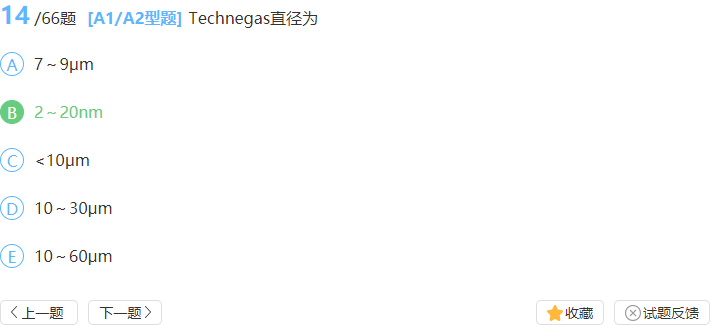 14 /66题 [A1/A2型题] Technegas直径为
A 7～9μm
B 2～20nm
C <10μm
D 10～30μm
E 10～60μm
上一题 下一题 收藏 试题反馈